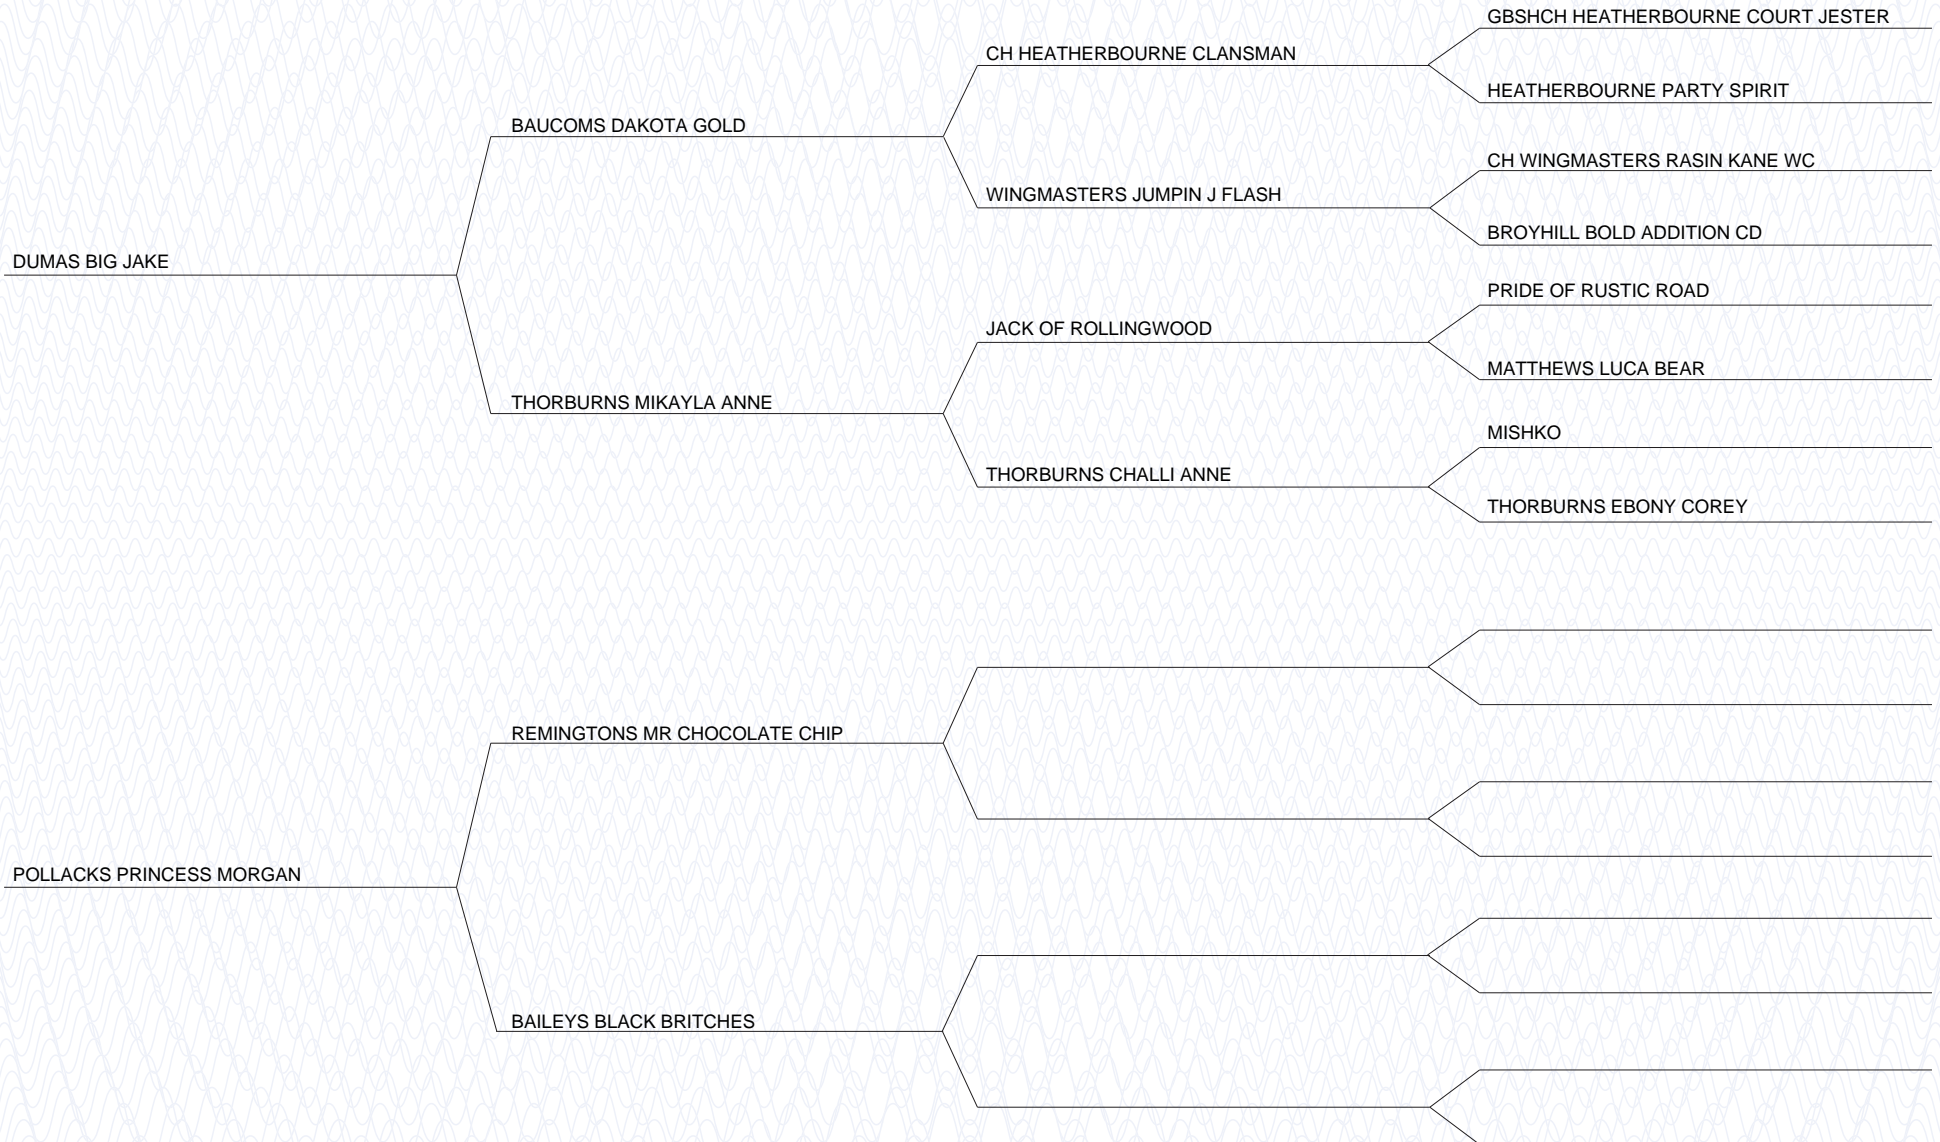 GBSHCH HEATHERBOURNE COURT JESTER
CH HEATHERBOURNE CLANSMAN
HEATHERBOURNE PARTY SPIRIT
BAUCOMS DAKOTA GOLD
CH WINGMASTERS RASIN KANE WC
WINGMASTERS JUMPIN J FLASH
BROYHILL BOLD ADDITION CD
DUMAS BIG JAKE
PRIDE OF RUSTIC ROAD
JACK OF ROLLINGWOOD
MATTHEWS LUCA BEAR
THORBURNS MIKAYLA ANNE
MISHKO
THORBURNS CHALLI ANNE
THORBURNS EBONY COREY
REMINGTONS MR CHOCOLATE CHIP
POLLACKS PRINCESS MORGAN
BAILEYS BLACK BRITCHES